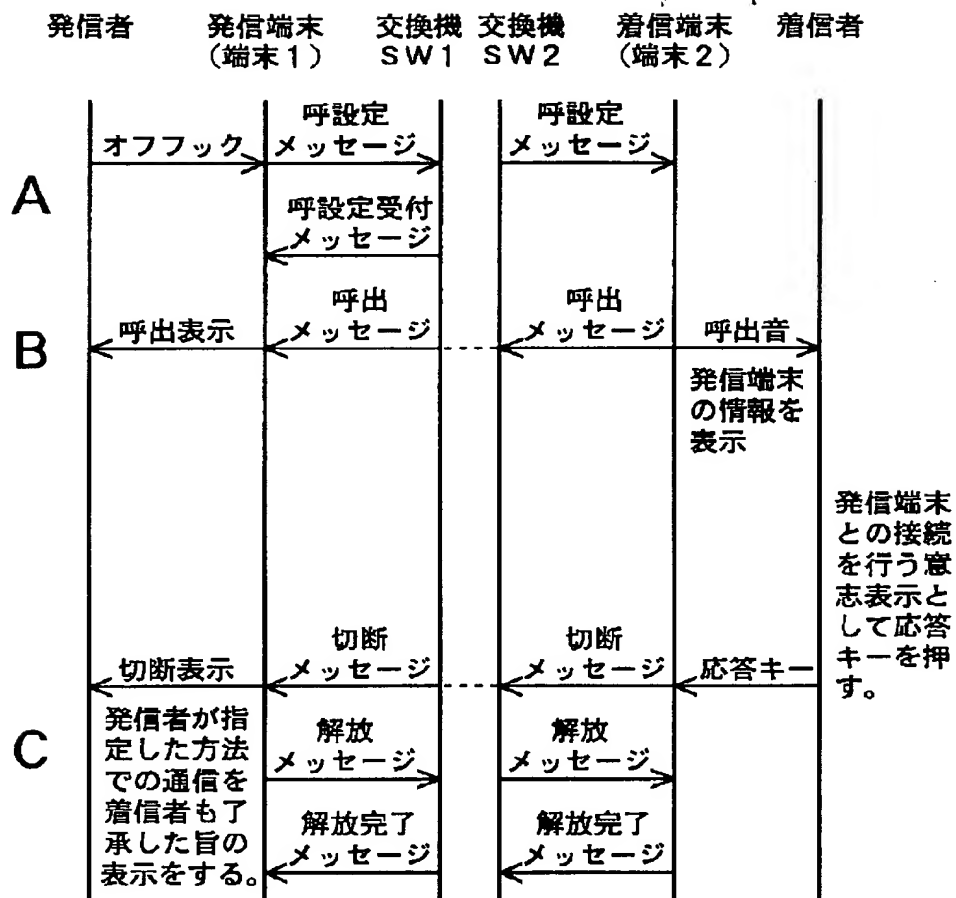 発信者 発信端末 交換機 交換機 着信端末 着信者
(端末1) SW1 SW2 (端末2)
呼設定 呼設定
オフフック メッセージ メッセージ
A
呼設定受付
メッセージ
呼出 呼出
呼出表示 メッセージ メッセージ 呼出音
B
発信端末
の情報を
表示
発信端末
との接続
を行う意
志表示と
して応答
キーを押
す。
切断 切断
切断表示 メッセージ メッセージ 応答キー
C
発信者が指
定した方法
での通信を
着信者も了
承した旨の
表示をする。
解放 解放
メッセージ メッセージ
解放完了 解放完了
メッセージ メッセージ